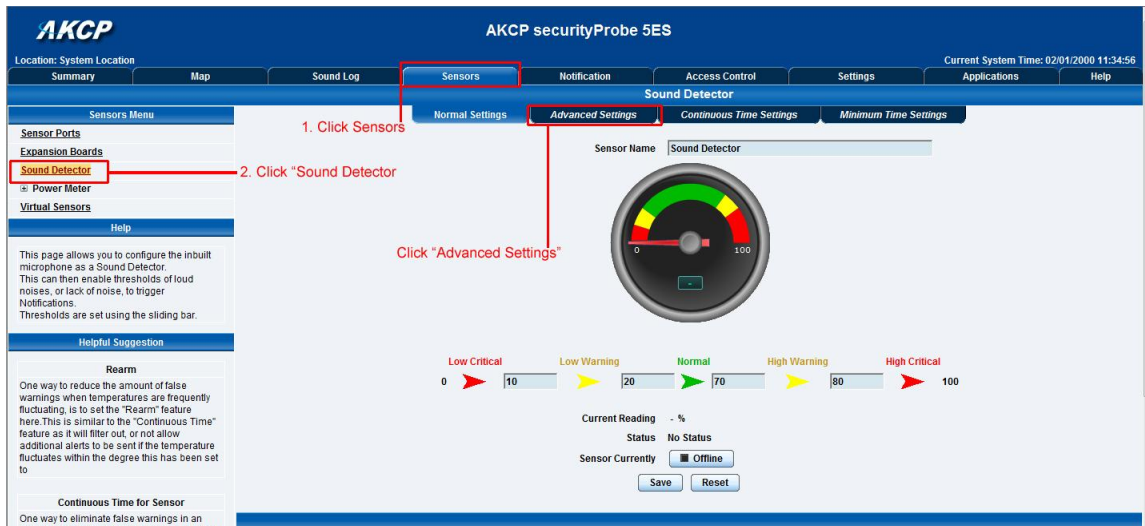 AKCP
AKCP securityProbe 5ES
Location: System Location
Current System Time: 02/01/2000 11:34:56
Summary
Map
Sound Log
Sensors
Notification
Access Control
Settings
Applications
Help
Sound Detector
Sensors Menu
Sensor Ports
Expansion Boards
Sound Detector
Power Meter
Virtual Sensors
Help
This page allows you to configure the inbuilt
microphone as a Sound Detector.
This can then enable thresholds of loud
noises, or lack of noise, to trigger
Notifications.
Thresholds are set using the sliding bar.
Helpful Suggestion
Rearm
One way to reduce the amount of false
warnings when temperatures are frequently
fluctuating, is to set the "Rearm" feature
here.This is similar to the "Continuous Time"
feature as it will filter out, or not allow
additional alerts to be sent if the temperature
fluctuates within the degree this has been set
to
Continuous Time for Sensor
One way to eliminate false warnings in an
Normal Settings
Advanced Settings
Continuous Time Settings
Minimum Time Settings
1. Click Sensors
2. Click "Sound Detector
Click "Advanced Settings"
Sensor Name Sound Detector
0 100
-
Low Critical Low Warning Normal High Warning High Critical
0 10 20 70 80 100
Current Reading - %
Status No Status
Sensor Currently Offline
Save Reset